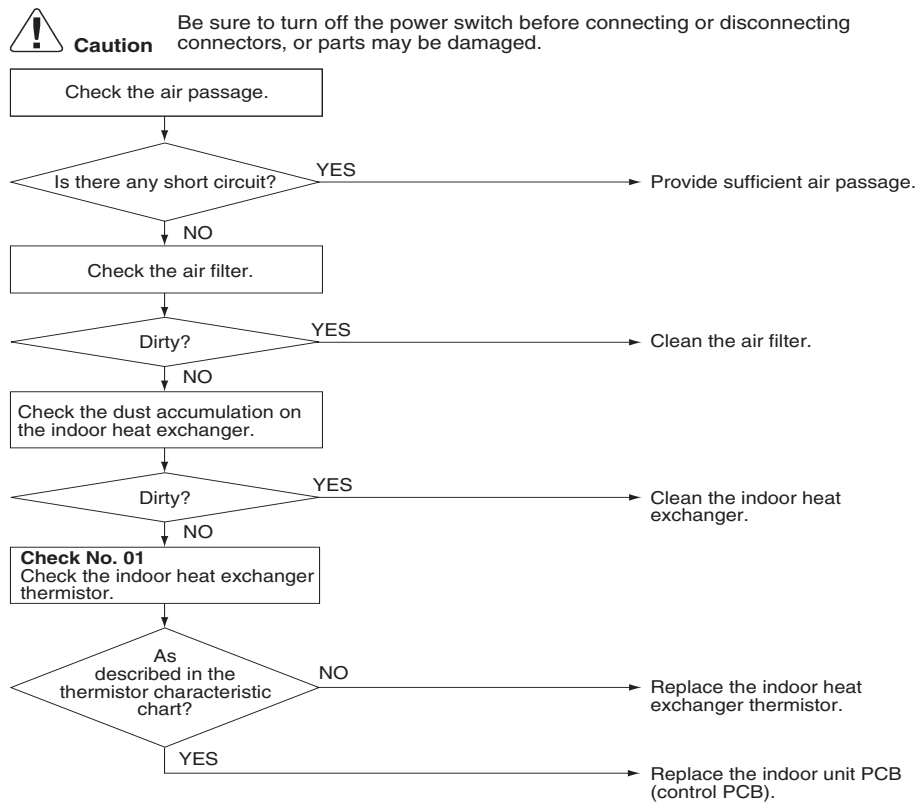 Be sure to turn off the power switch before connecting or disconnecting
Caution connectors, or parts may be damaged.
Check the air passage.
Is there any short circuit?
YES
Provide sufficient air passage.
NO
Check the air filter.
Dirty?
YES
Clean the air filter.
NO
Check the dust accumulation on
the indoor heat exchanger.
Dirty?
YES
Clean the indoor heat
exchanger.
NO
Check No. 01
Check the indoor heat exchanger
thermistor.
As
described in the
thermistor characteristic
chart?
NO
Replace the indoor heat
exchanger thermistor.
YES
Replace the indoor unit PCB
(control PCB).